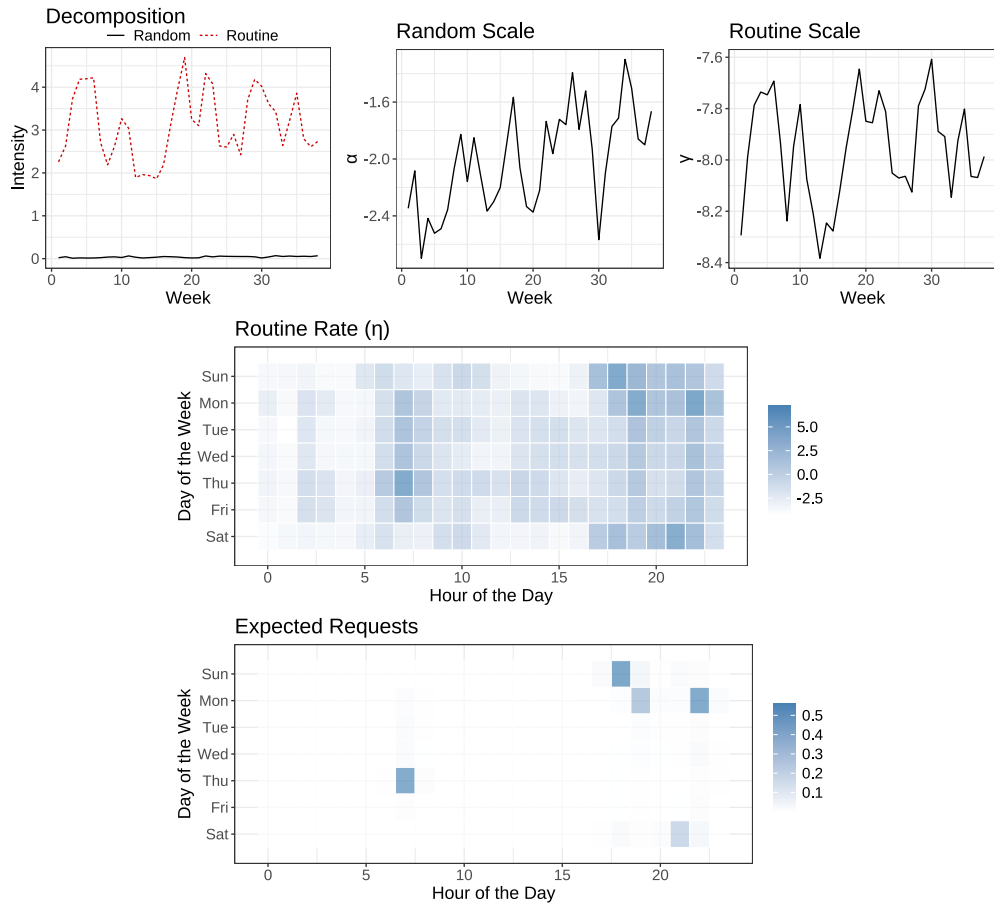 Decomposition
Random Routine
Intensity
4
3
2
1
0
0 10 20 30
Week
Random Scale
α
-1.6
-2.0
-2.4
0 10 20 30
Week
Routine Scale
γ
-7.6
-7.8
-8.0
-8.2
-8.4
0 10 20 30
Week
Routine Rate (η)
Day of the Week
Sun
Mon
Tue
Wed
Thu
Fri
Sat
0 5 10 15 20
Hour of the Day
5.0
2.5
0.0
-2.5
Expected Requests
Day of the Week
Sun
Mon
Tue
Wed
Thu
Fri
Sat
0 5 10 15 20
Hour of the Day
0.5
0.4
0.3
0.2
0.1